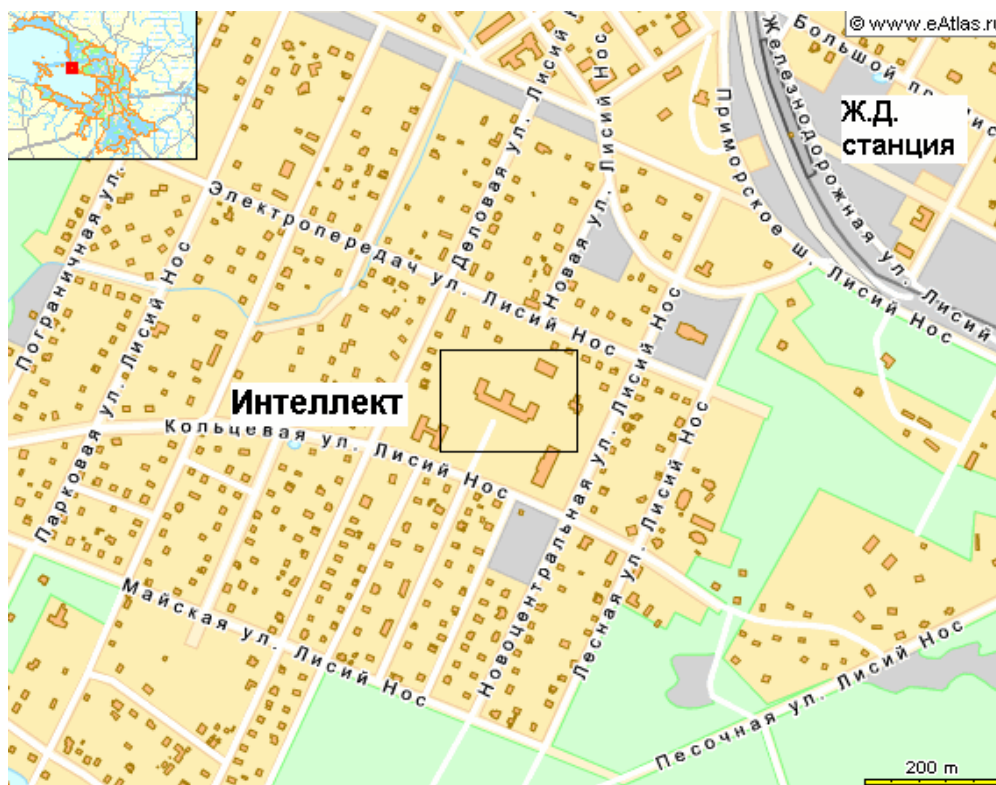 © www.eAtlas.ru
Большой пр. Лис
Железнодорожная ул. Лисий
Ж.Д.
станция
Приморское ш. Лисий Нос
Лисий Нос
Деловая ул. Лисий
Новая ул. Лисий Нос
Пограничная ул.
Электропередач ул. Лисий Нос
Парковая ул. Лисий Нос
Интеллект
Кольцевая ул. Лисий Нос
Новоцентральная ул. Лисий Нос
Лесная ул. Лисий Нос
Майская ул. Лисий Нос
Песочная ул. Лисий Нос
200 m